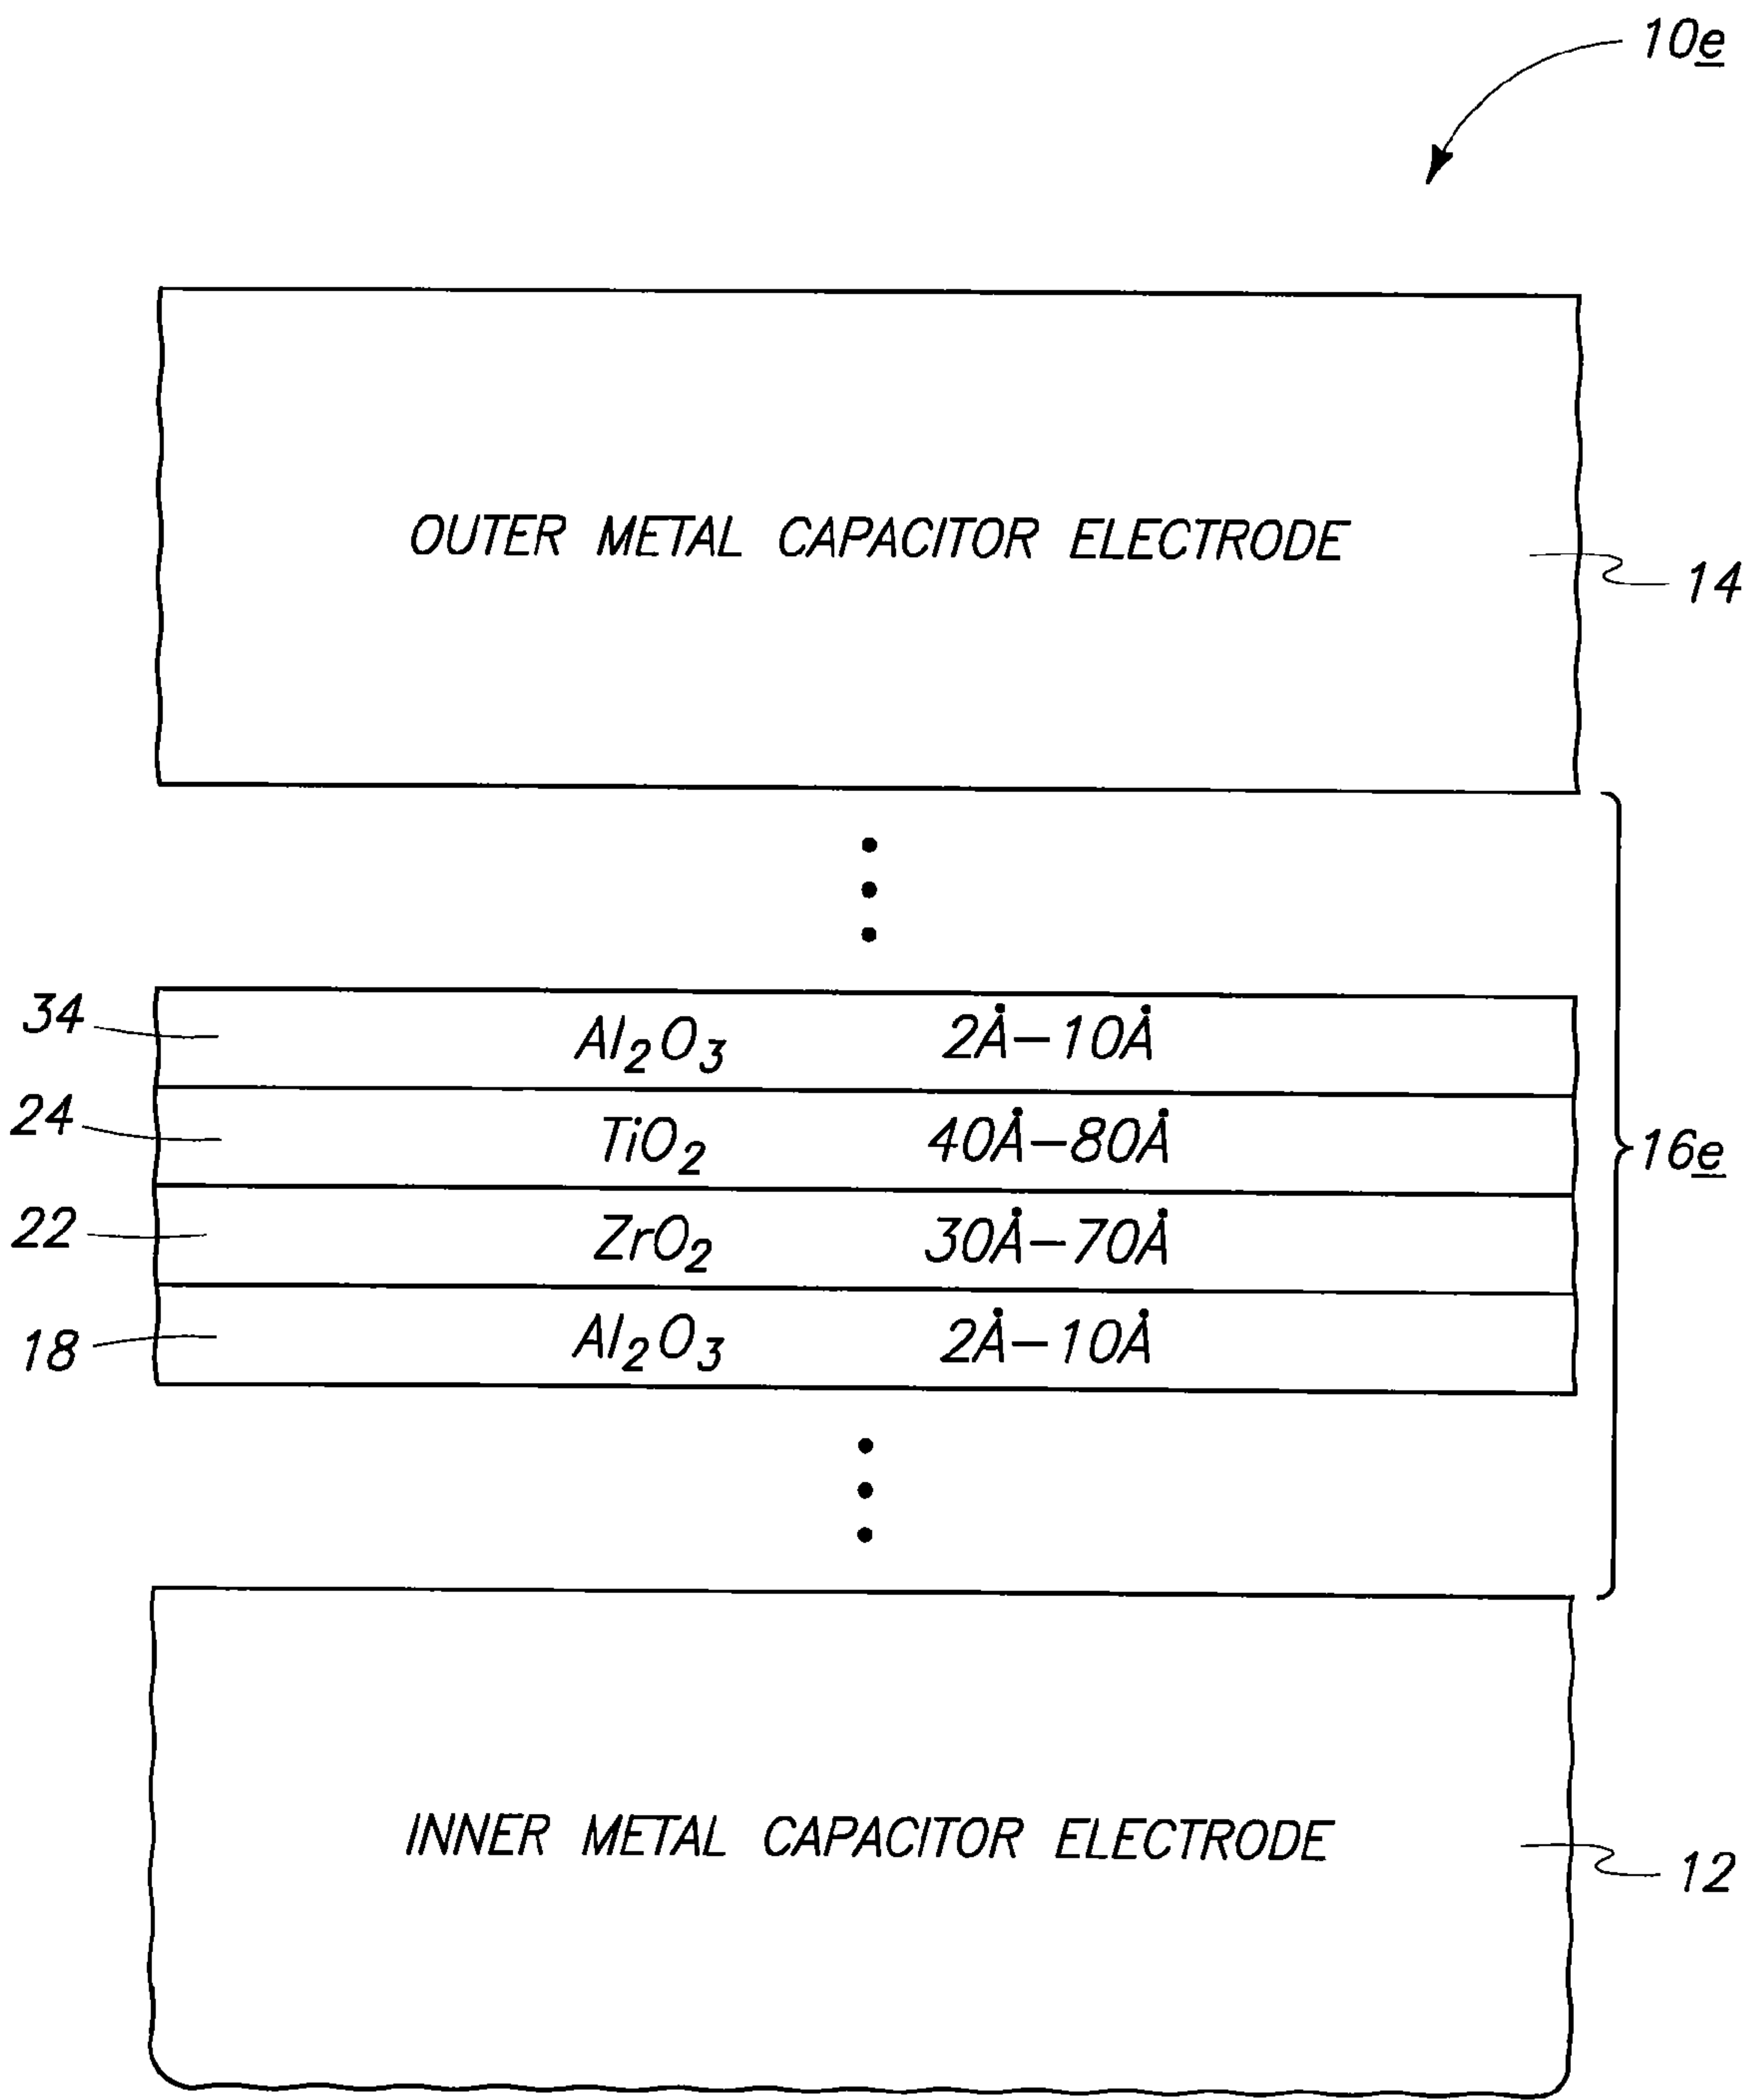 10e
OUTER METAL CAPACITOR ELECTRODE
14
34 Al₂O₃ 2Å–10Å
24 TiO₂ 40Å–80Å
16e
22 ZrO₂ 30Å–70Å
18 Al₂O₃ 2Å–10Å
INNER METAL CAPACITOR ELECTRODE
12